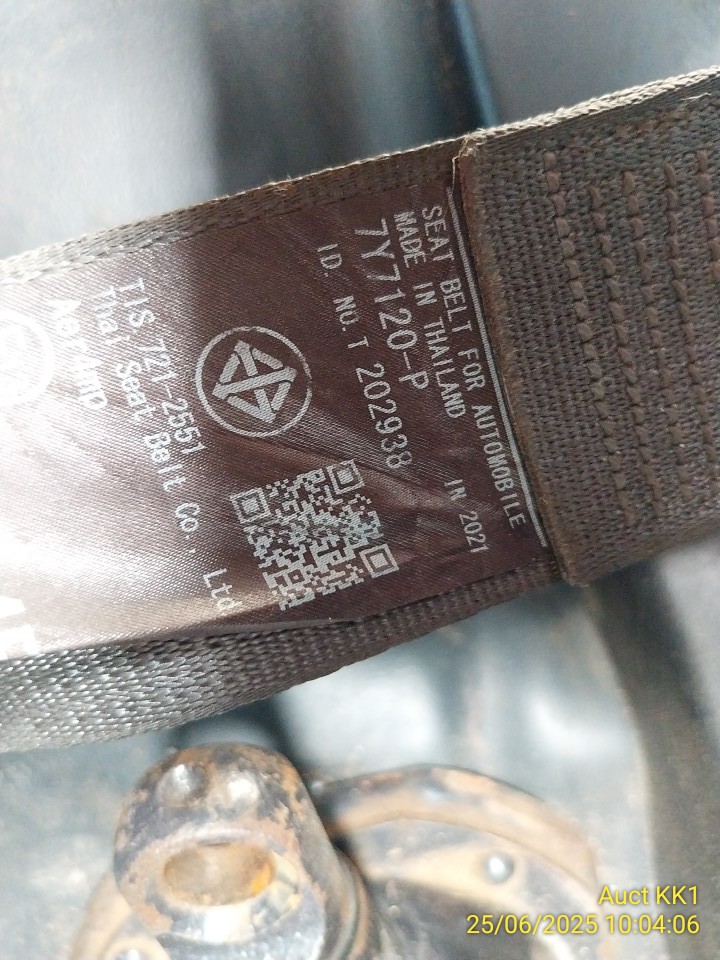 SEAT BELT FOR AUTOMOBILE
MADE IN THAILAND IN 2021
7Y7120-P
ID. NO.T 202938
TIS 721-2551
Thai Seat Belt Co., Ltd
Auct KK1
25/06/2025 10:04:06